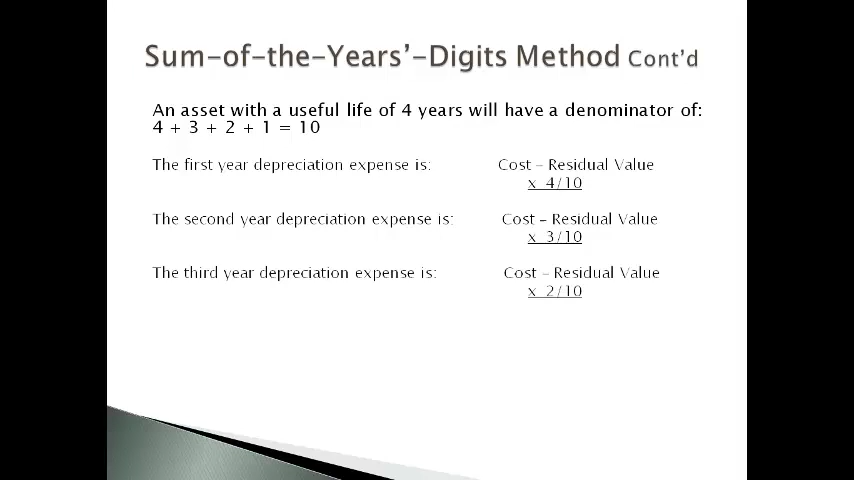 Sum-of-the-Years’-Digits Method Cont’d
An asset with a useful life of 4 years will have a denominator of:
4 + 3 + 2 + 1 = 10
The first year depreciation expense is: Cost – Residual Value
x 4/10
The second year depreciation expense is: Cost – Residual Value
x 3/10
The third year depreciation expense is: Cost – Residual Value
x 2/10